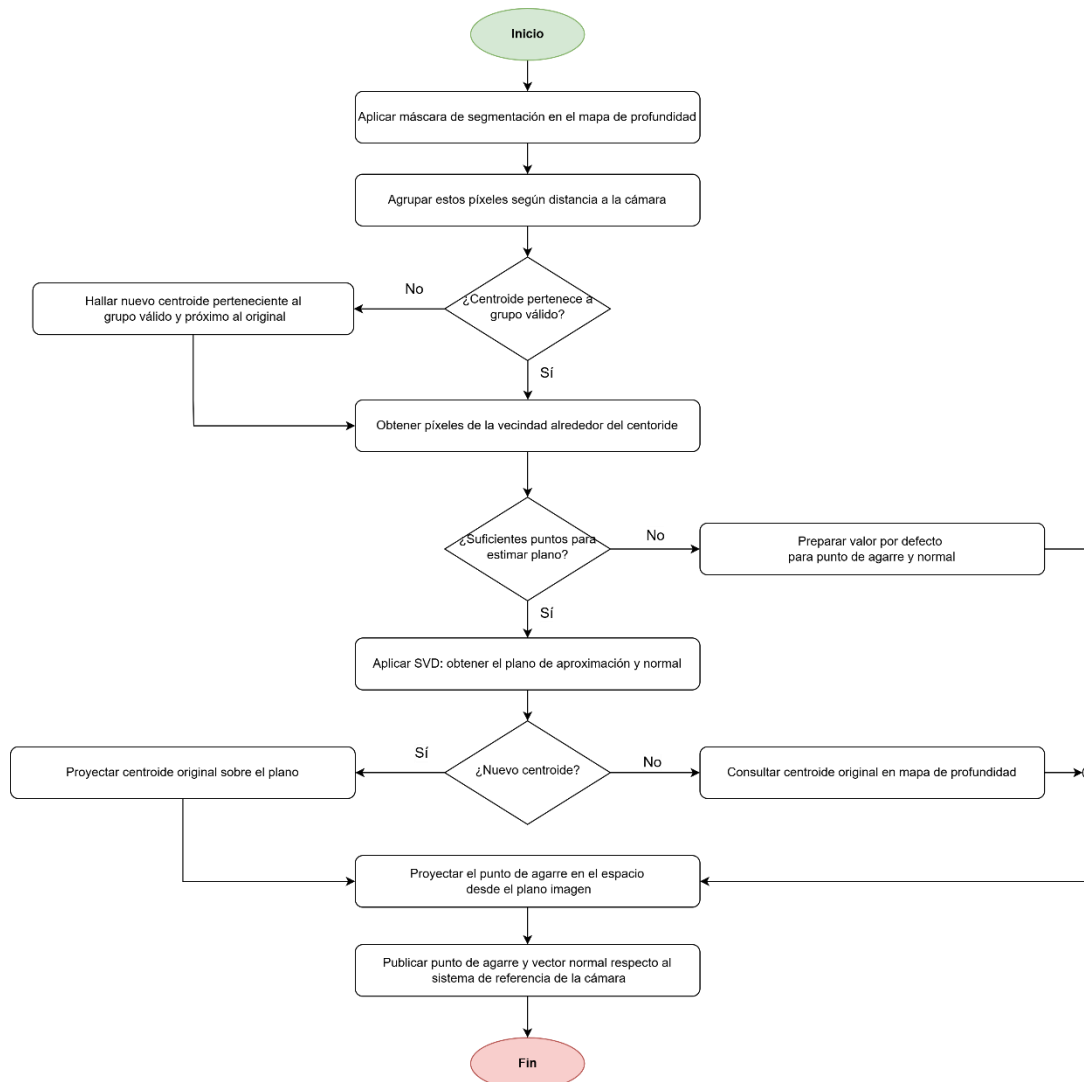 Inicio
Aplicar máscara de segmentación en el mapa de profundidad
Agrupar estos píxeles según distancia a la cámara
¿Centroide pertenece a
grupo válido?
No
Hallar nuevo centroide perteneciente al
grupo válido y próximo al original
Sí
Obtener píxeles de la vecindad alrededor del centoride
¿Suficientes puntos para
estimar plano?
No
Preparar valor por defecto
para punto de agarre y normal
Sí
Aplicar SVD: obtener el plano de aproximación y normal
¿Nuevo centroide?
Sí
Proyectar centroide original sobre el plano
No
Consultar centroide original en mapa de profundidad
Proyectar el punto de agarre en el espacio
desde el plano imagen
Publicar punto de agarre y vector normal respecto al
sistema de referencia de la cámara
Fin